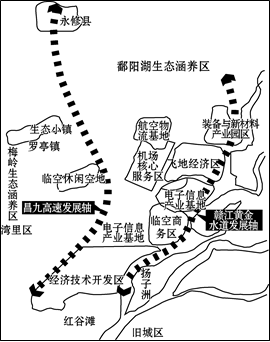 永修县
鄱阳湖生态涵养区
航空物
流基地
装备与新材料
产业园区
生态小镇
罗亭镇
机场
核心
服务区
飞地经济区
梅岭生态涵养区
临空休闲空地
电子信息
产业基地
昌九高速发展轴
电子信息
产业基地
临空商
务区
赣江黄金
水道发展轴
湾里区
经济技术开发区
扬子洲
红谷滩
旧城区